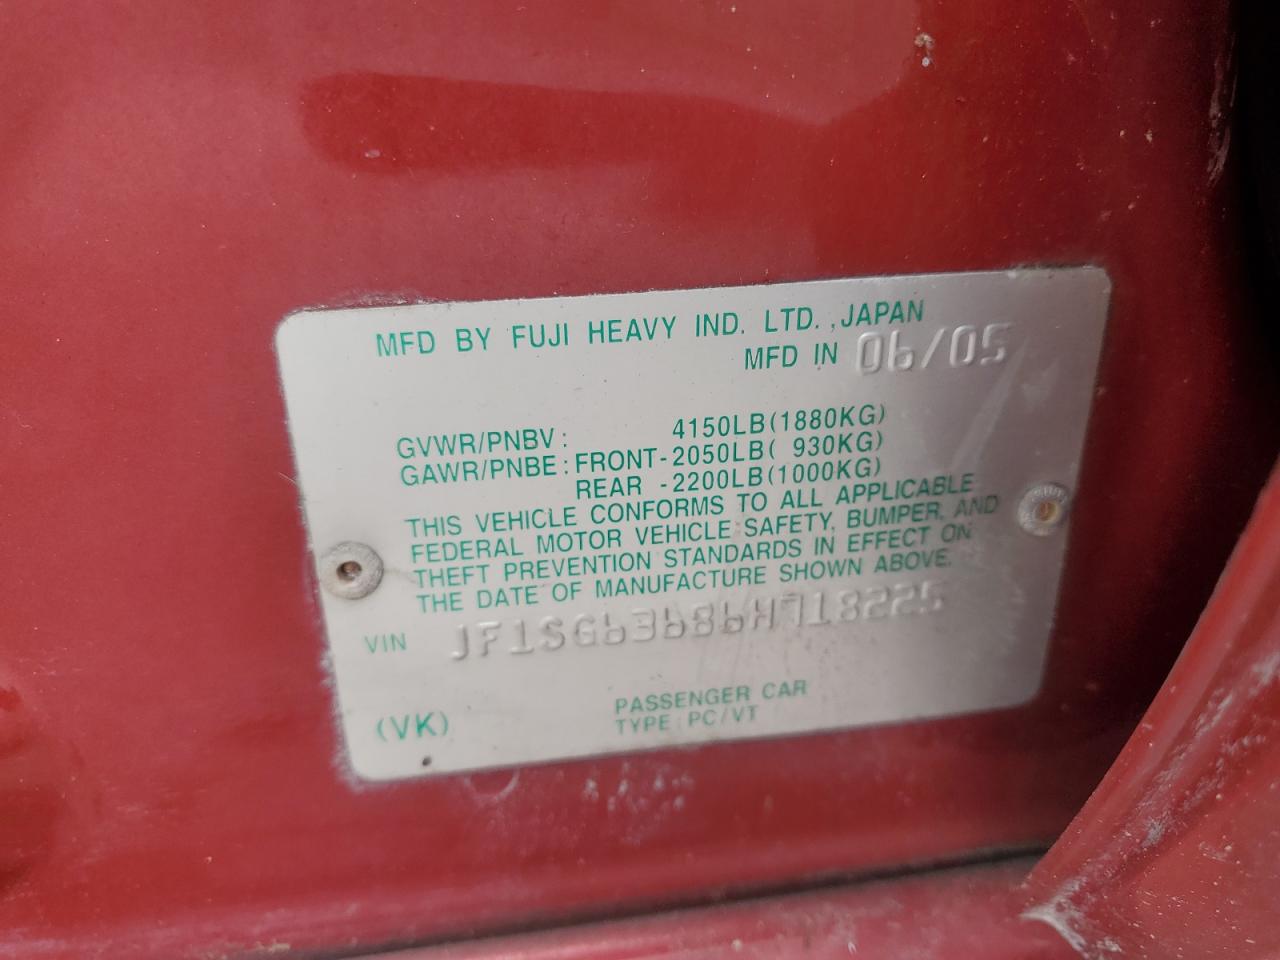 MFD BY FUJI HEAVY IND. LTD. ,JAPAN
MFD IN 06/05
GVWR/PNBV : 4150LB(1880KG)
GAWR/PNBE : FRONT-2050LB( 930KG)
REAR -2200LB(1000KG)
THIS VEHICLE CONFORMS TO ALL APPLICABLE
FEDERAL MOTOR VEHICLE SAFETY, BUMPER, AND
THEFT PREVENTION STANDARDS IN EFFECT ON
THE DATE OF MANUFACTURE SHOWN ABOVE.
VIN JF1SG63686H718225
(VK) PASSENGER CAR
TYPE : PC/VT